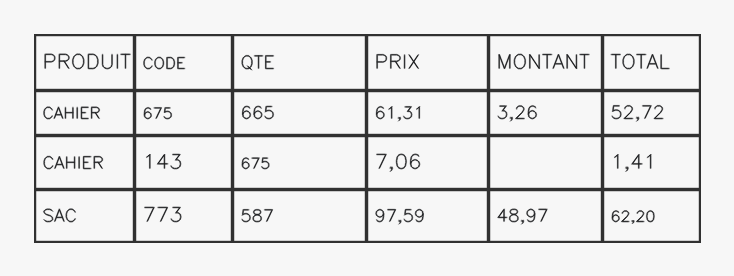 PRODUIT CODE QTE PRIX MONTANT TOTAL
CAHIER 675 665 61,31 3,26 52,72
CAHIER 143 675 7,06 1,41
SAC 773 587 97,59 48,97 62,20